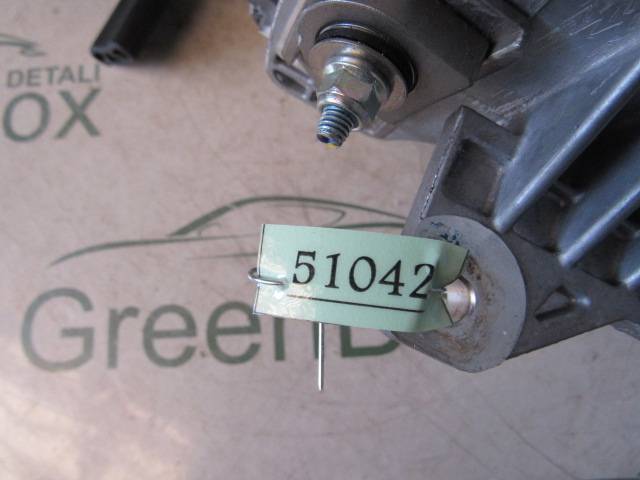 DETALI
OX
51042
Green B